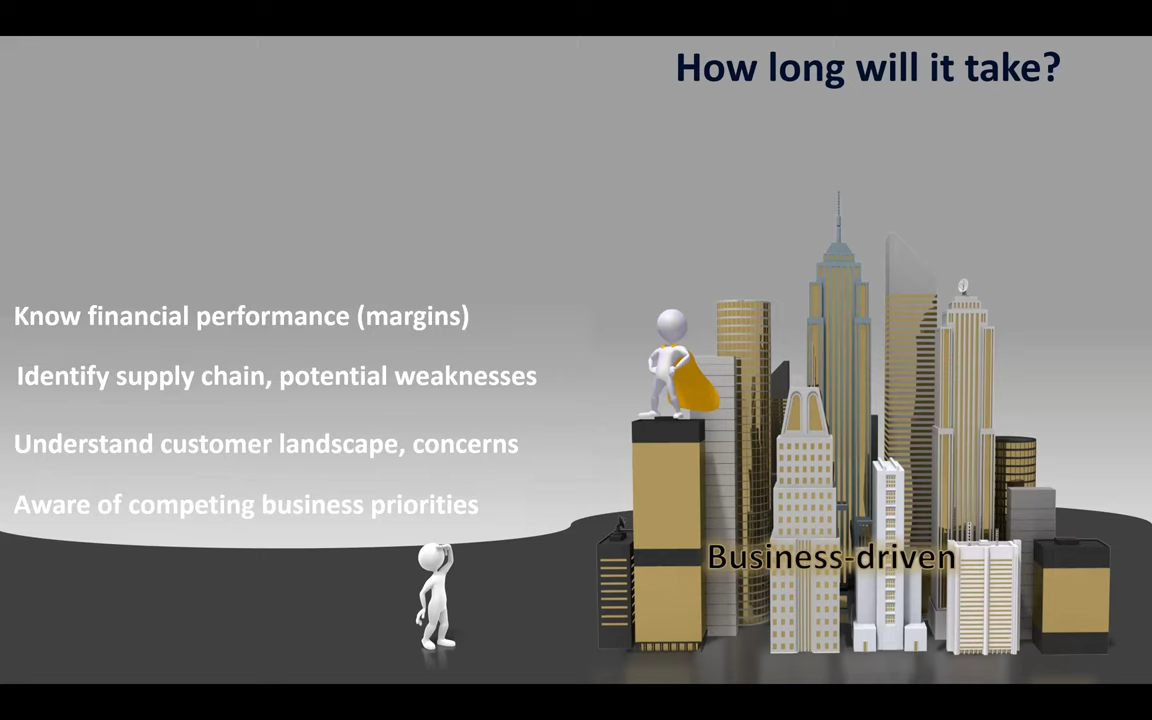 How long will it take?
Know financial performance (margins)
Identify supply chain, potential weaknesses
Understand customer landscape, concerns
Aware of competing business priorities
Business-driven